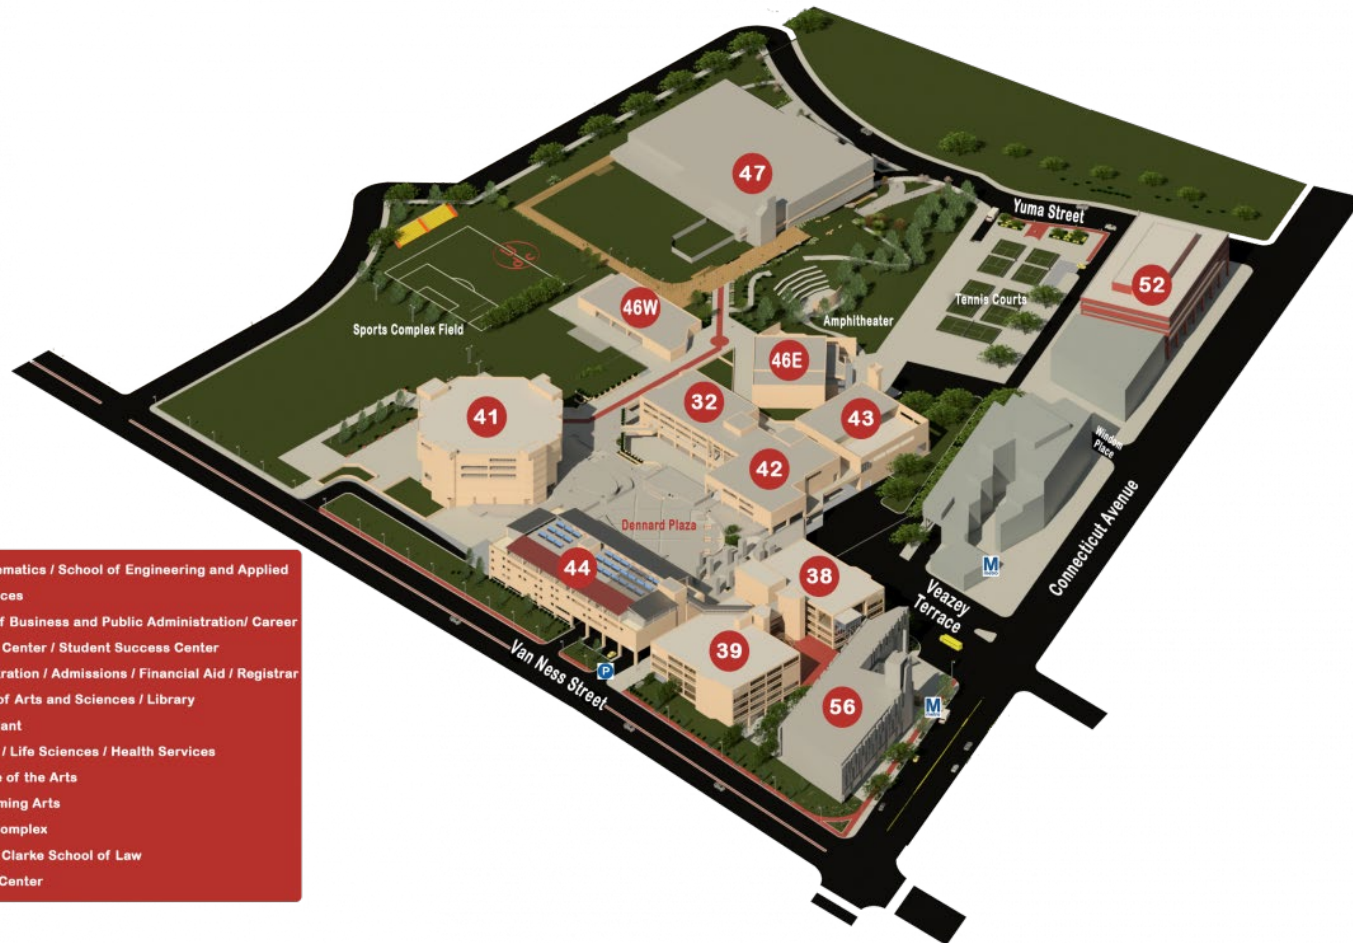 47
Yuma Street
52
46W
Tennis Courts
Sports Complex Field
Amphitheater
46E
32
43
41
Windom
Place
42
Dennard Plaza
Connecticut Avenue
44
38
M
Veazey
Terrace
39
Van Ness Street
P
56
M
ematics / School of Engineering and Applied
ces
f Business and Public Administration/ Career
Center / Student Success Center
tration / Admissions / Financial Aid / Registrar
of Arts and Sciences / Library
ant
/ Life Sciences / Health Services
e of the Arts
ming Arts
omplex
Clarke School of Law
Center